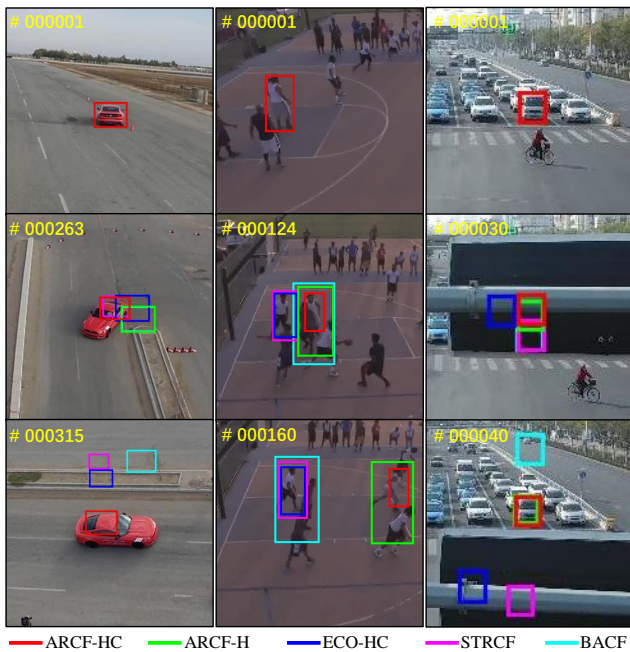 # 000001 # 000001 # 000001
# 000263 # 000124 # 000030
# 000315 # 000160 # 000040
ARCF-HC ARCF-H ECO-HC STRCF BACF